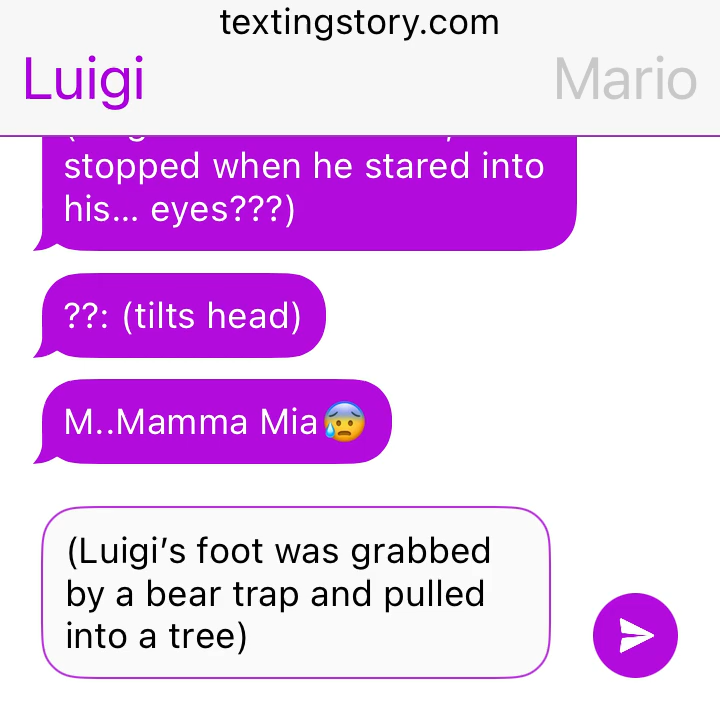 textingstory.com
Luigi Mario
stopped when he stared into
his... eyes???)
??: (tilts head)
M..Mamma Mia😰
(Luigi’s foot was grabbed
by a bear trap and pulled
into a tree)